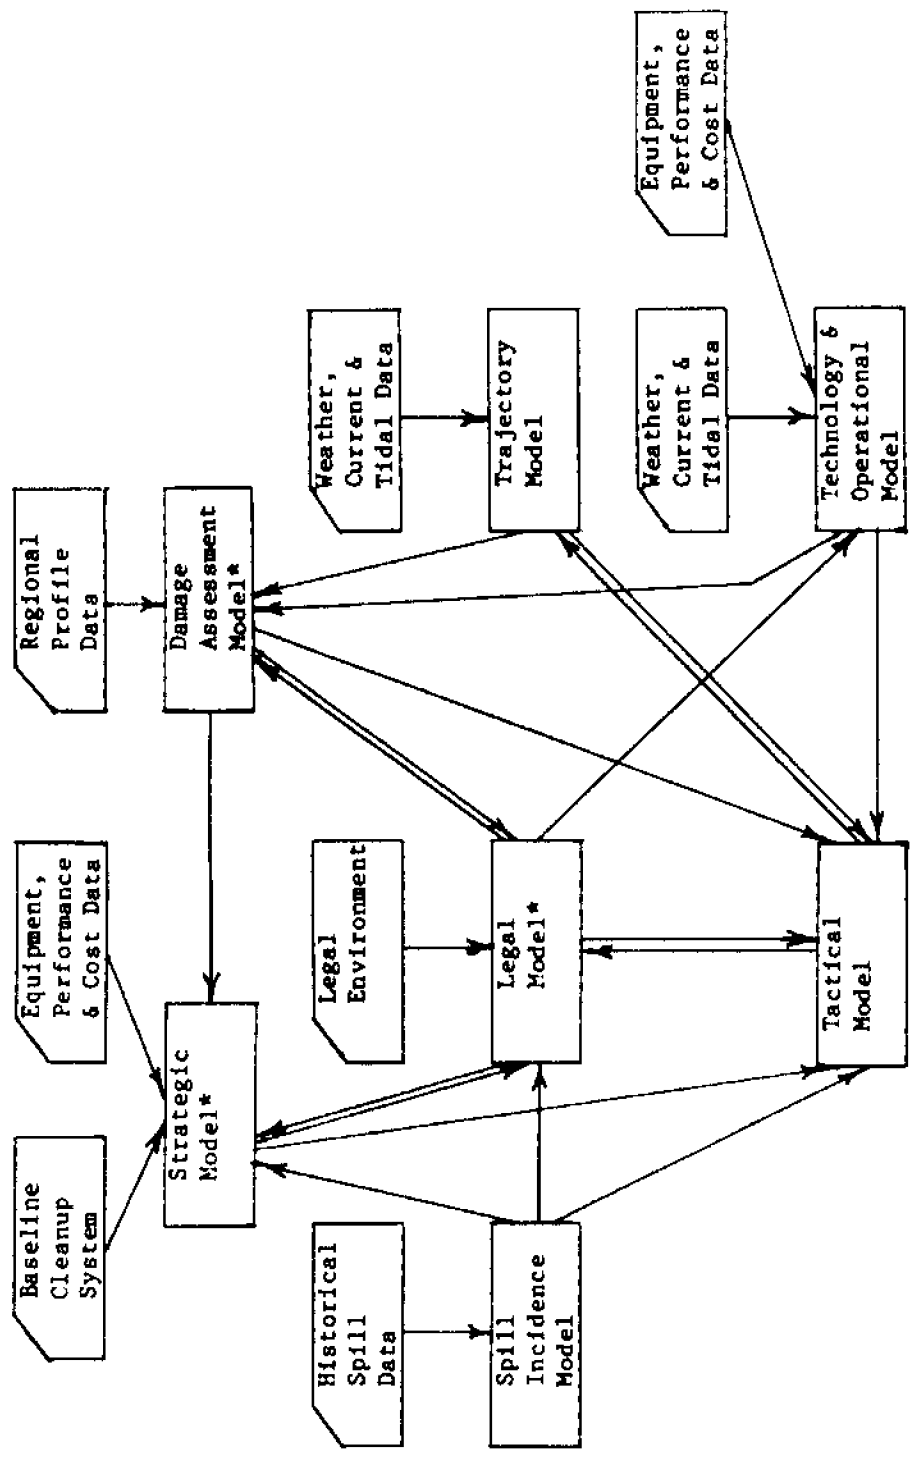 Baseline
Cleanup
System
Equipment,
Performance
& Cost Data
Regional
Profile
Data
Strategic
Model*
Damage
Assessment
Model*
Historical
Spill
Data
Legal
Environment
Weather,
Current &
Tidal Data
Spill
Incidence
Model
Legal
Model*
Trajectory
Model
Weather,
Current &
Tidal Data
Equipment,
Performance
& Cost Data
Tactical
Model
Technology &
Operational
Model